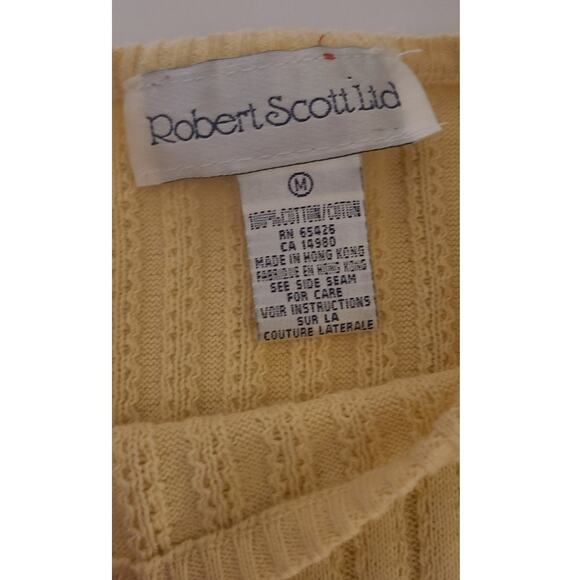 Robert Scott Ltd
M
100% COTTON/COTON
RN 65426
CA 14980
MADE IN HONG KONG
FABRIQUE EN HONG KONG
SEE SIDE SEAM
FOR CARE
VOIR INSTRUCTIONS
SUR LA
COUTURE LATERALE